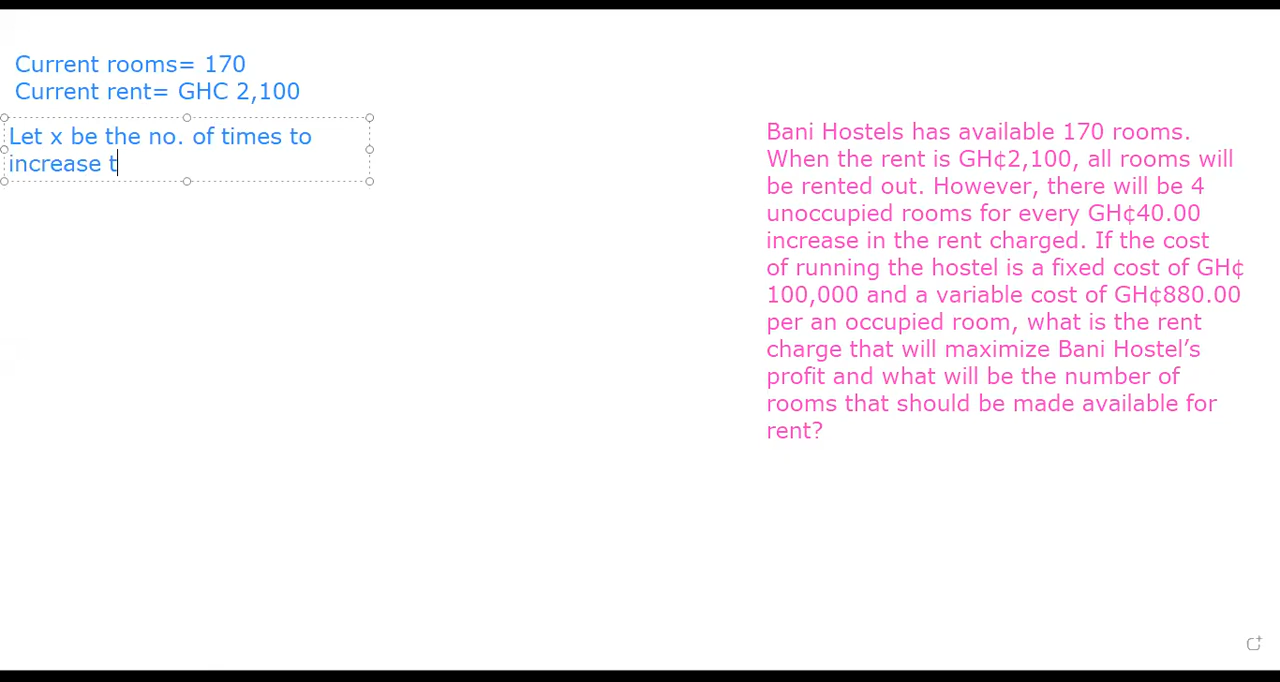 Current rooms= 170
Current rent= GHC 2,100
Let x be the no. of times to
increase t
Bani Hostels has available 170 rooms.
When the rent is GH¢2,100, all rooms will
be rented out. However, there will be 4
unoccupied rooms for every GH¢40.00
increase in the rent charged. If the cost
of running the hostel is a fixed cost of GH¢
100,000 and a variable cost of GH¢880.00
per an occupied room, what is the rent
charge that will maximize Bani Hostel’s
profit and what will be the number of
rooms that should be made available for
rent?